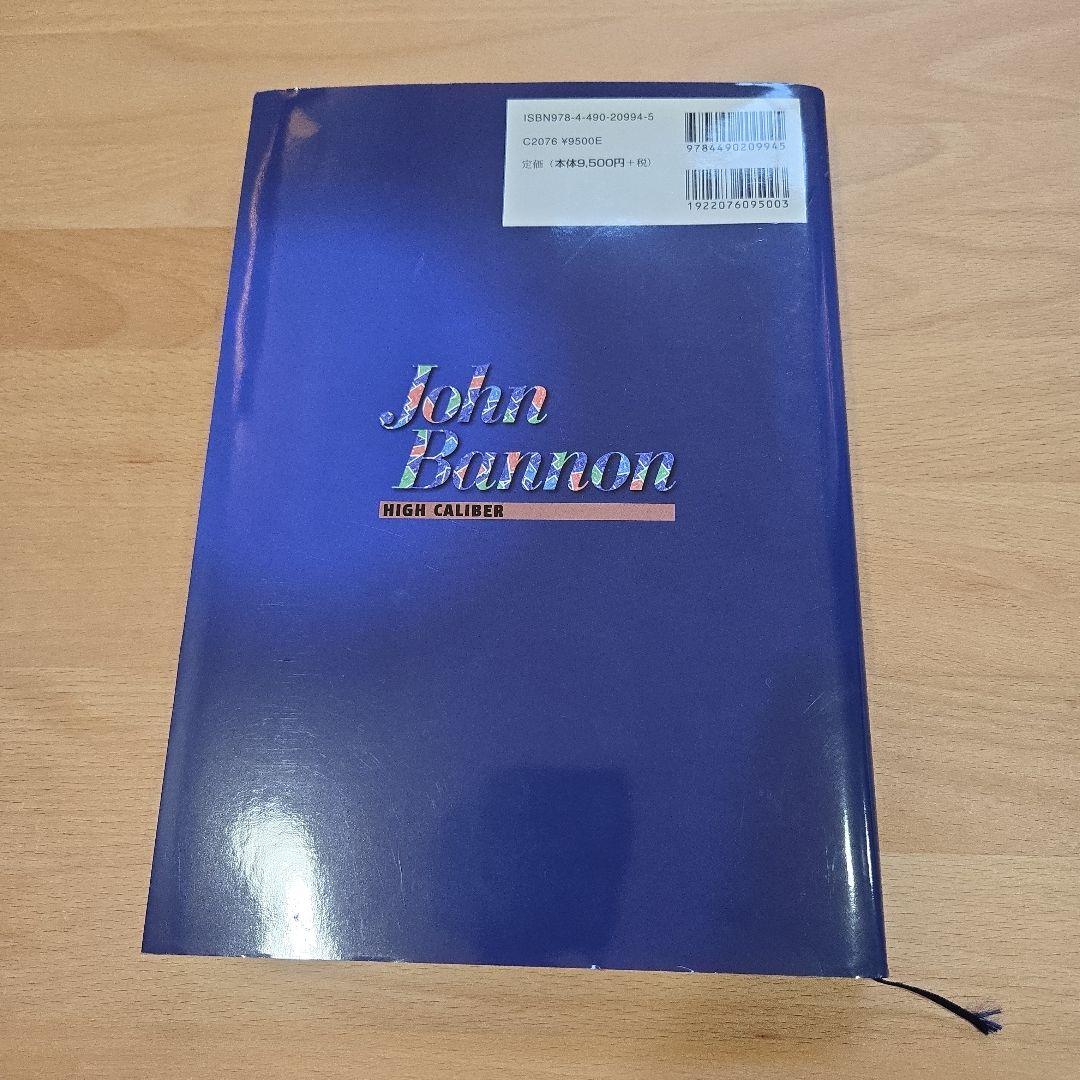 ISBN978-4-490-20994-5
C2076 ¥9500E
定価（本体9,500円＋税）
9784490209945
1922076095003
John
Bannon
HIGH CALIBER